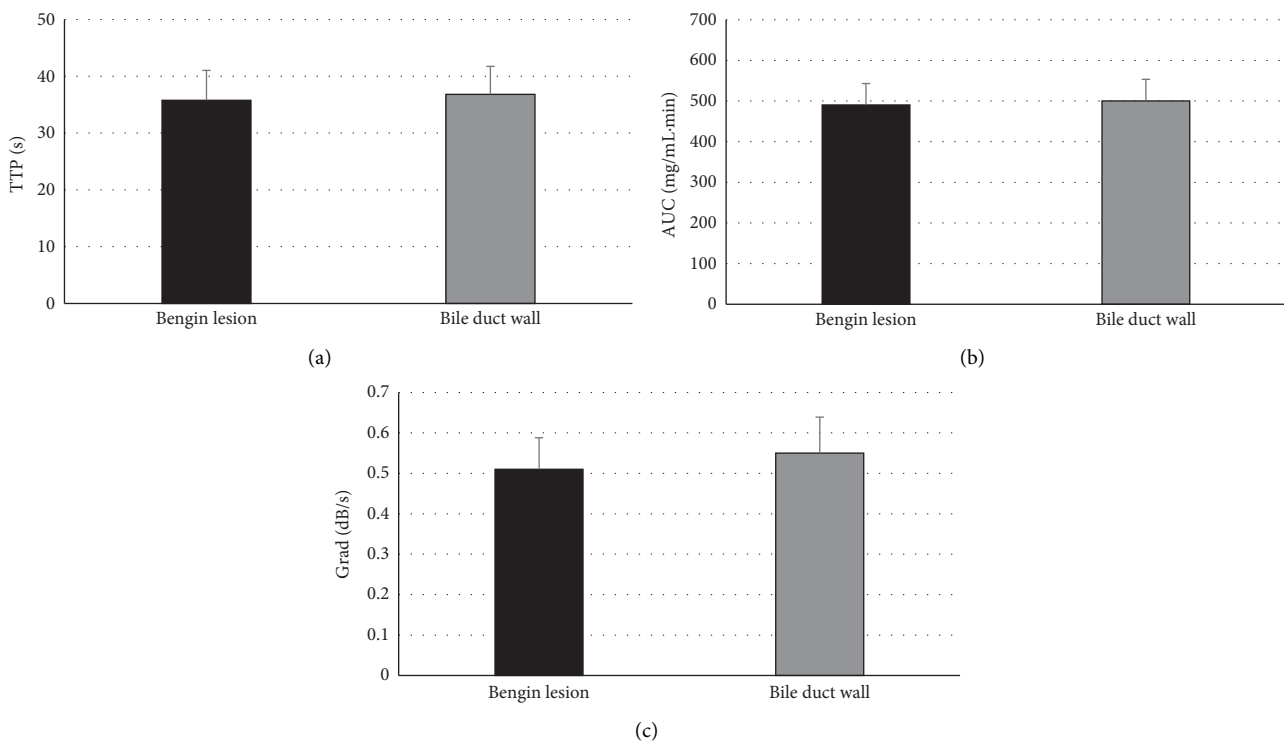 50
40
30
20
10
0
TTP (s)
Bengin lesion
Bile duct wall
(a)
700
600
500
400
300
200
100
0
AUC (mg/mL·min)
Bengin lesion
Bile duct wall
(b)
0.7
0.6
0.5
0.4
0.3
0.2
0.1
0
Grad (dB/s)
Bengin lesion
Bile duct wall
(c)